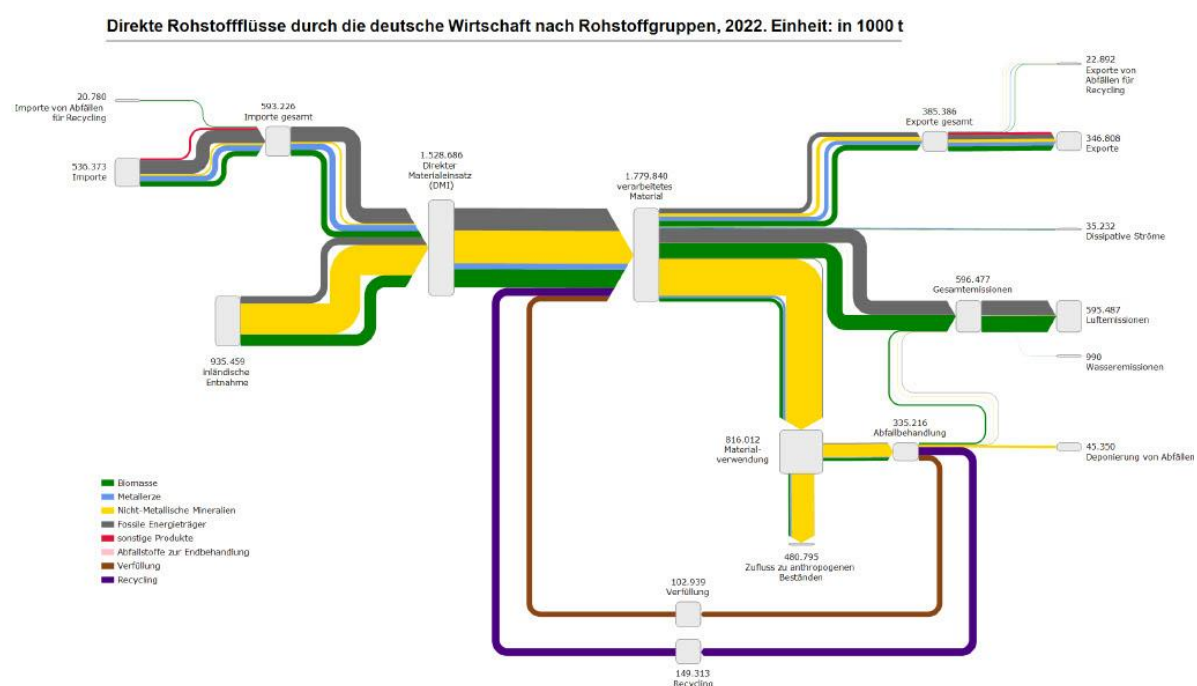 Direkte Rohstoffflüsse durch die deutsche Wirtschaft nach Rohstoffgruppen, 2022. Einheit: in 1000 t
20.780
Importe von Abfällen
für Recycling
593.226
Importe gesamt
536.373
Importe
1.528.686
Direkter
Materialeinsatz
(DMI)
935.459
Inländische
Entnahme
1.779.840
verarbeitetes
Material
385.386
Exporte gesamt
22.892
Exporte von
Abfällen für
Recycling
346.808
Exporte
35.232
Dissipative Ströme
596.477
Gesamtemissionen
595.487
Luftemissionen
990
Wasseremissionen
816.012
Material-
verwendung
335.216
Abfallbehandlung
45.350
Deponierung von Abfällen
480.795
Zufluss zu anthropogenen
Beständen
102.939
Verfüllung
149.313
Recycling
Biomasse
Metallerze
Nicht-Metallische Mineralien
Fossile Energieträger
sonstige Produkte
Abfallstoffe zur Endbehandlung
Verfüllung
Recycling